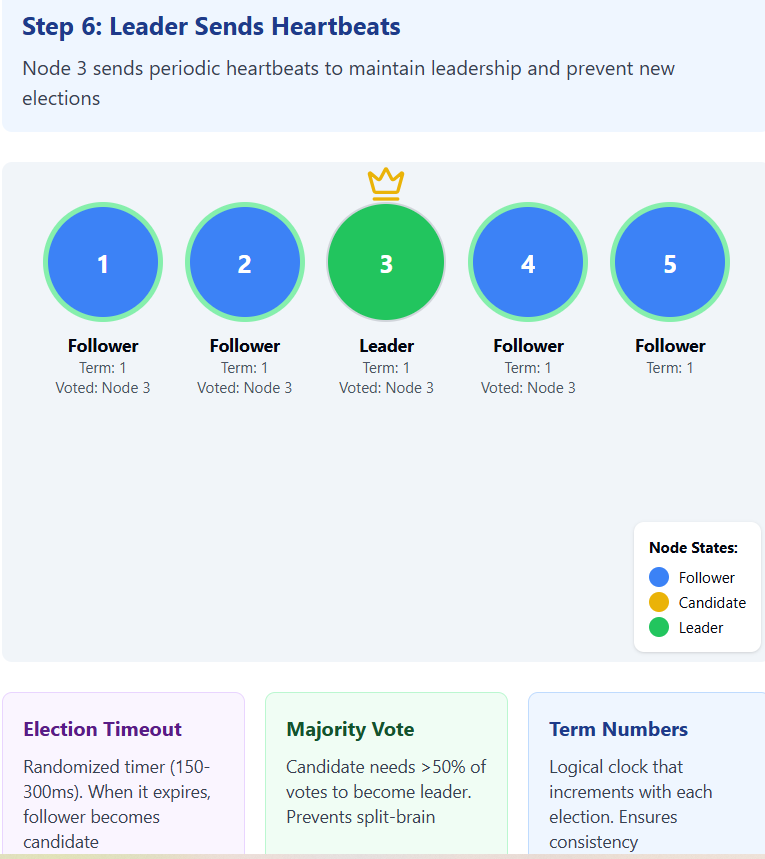 Step 6: Leader Sends Heartbeats
Node 3 sends periodic heartbeats to maintain leadership and prevent new
elections
1
2
3
4
5
Follower
Term: 1
Voted: Node 3
Follower
Term: 1
Voted: Node 3
Leader
Term: 1
Voted: Node 3
Follower
Term: 1
Voted: Node 3
Follower
Term: 1
Node States:
Follower
Candidate
Leader
Election Timeout
Randomized timer (150-
300ms). When it expires,
follower becomes
candidate
Majority Vote
Candidate needs >50% of
votes to become leader.
Prevents split-brain
Term Numbers
Logical clock that
increments with each
election. Ensures
consistency